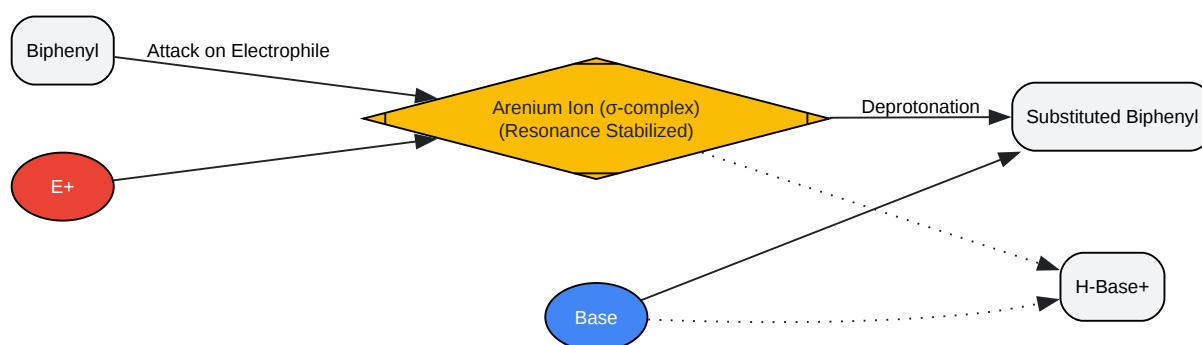 Biphenyl
Attack on Electrophile
E+
Arenium Ion (σ-complex)
(Resonance Stabilized)
Deprotonation
Substituted Biphenyl
Base
H-Base+